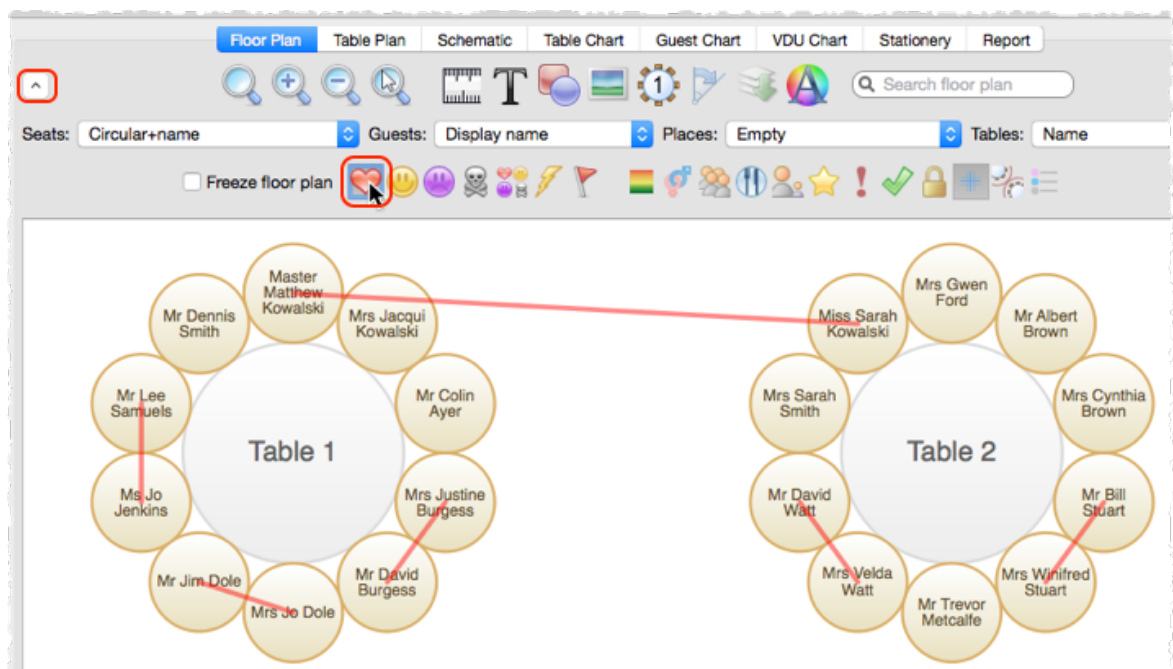 Floor Plan Table Plan Schematic Table Chart Guest Chart VDU Chart Stationery Report
T 1 A Search floor plan
Seats: Circular+name Guests: Display name Places: Empty Tables: Name
Freeze floor plan
Master
Matthew
Kowalski
Mr Dennis
Smith
Mrs Jacqui
Kowalski
Mr Lee
Samuels
Mr Colin
Ayer
Table 1
Ms Jo
Jenkins
Mrs Justine
Burgess
Mr Jim Dole
Mr David
Burgess
Mrs Jo Dole
Mrs Gwen
Ford
Miss Sarah
Kowalski
Mr Albert
Brown
Mrs Sarah
Smith
Mrs Cynthia
Brown
Table 2
Mr David
Watt
Mr Bill
Stuart
Mrs Velda
Watt
Mrs Winifred
Stuart
Mr Trevor
Metcalfe